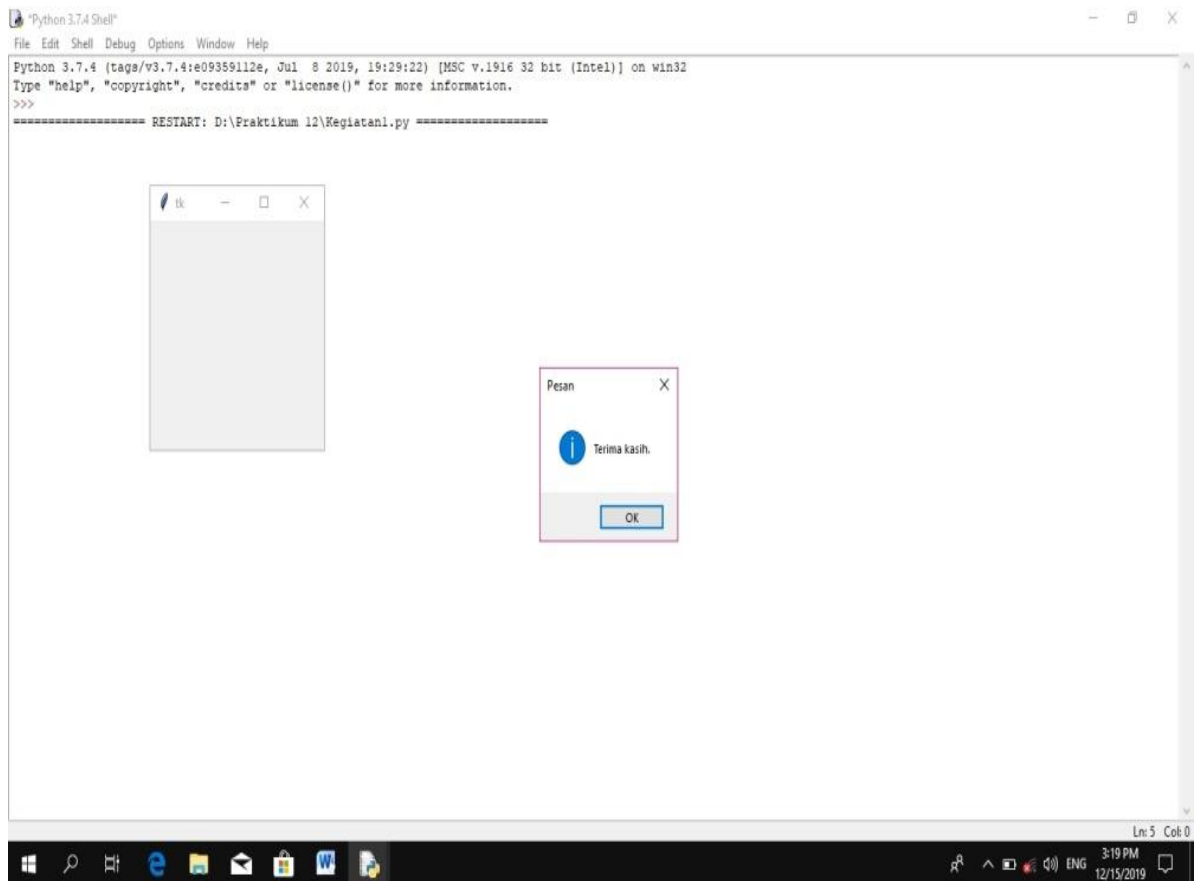 *Python 3.7.4 Shell*
File Edit Shell Debug Options Window Help
Python 3.7.4 (tags/v3.7.4:e09359112e, Jul 8 2019, 19:29:22) [MSC v.1916 32 bit (Intel)] on win32
Type "help", "copyright", "credits" or "license()" for more information.
>>>
=================== RESTART: D:\Praktikum 12\Kegiatan1.py ===================
tk
Pesan
Terima kasih.
OK
Ln: 5 Col: 0
ENG
3:19 PM
12/15/2019